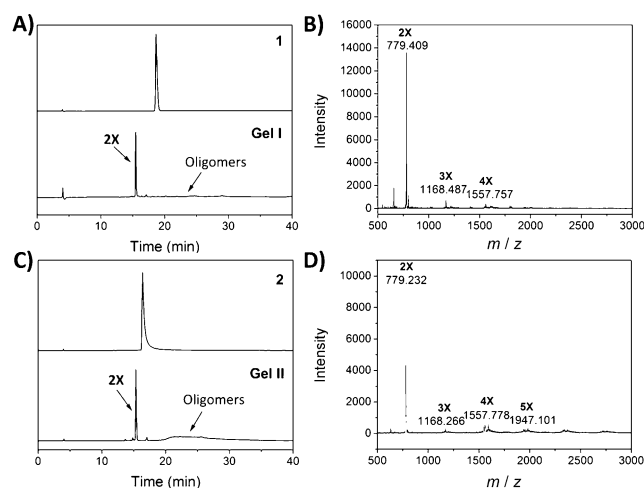 A)
1
2X
Gel I
Oligomers
0 10 20 30 40
Time (min)
B)
16000
14000
12000
10000
8000
6000
4000
2000
0
Intensity
2X
779.409
3X
1168.487
4X
1557.757
500 1000 1500 2000 2500 3000
m / z
C)
2
2X
Gel II
Oligomers
0 10 20 30 40
Time (min)
D)
10000
8000
6000
4000
2000
0
Intensity
2X
779.232
3X
1168.266
4X
1557.778
5X
1947.101
500 1000 1500 2000 2500 3000
m / z